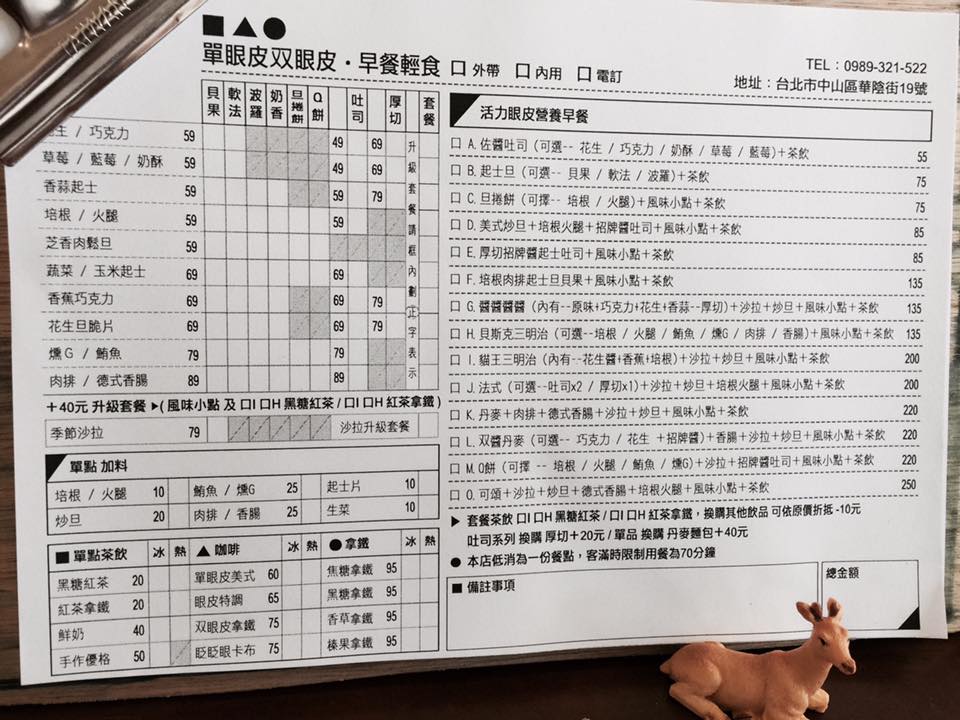 單眼皮双眼皮・早餐輕食 口 外帶 口 內用 口 電訂
TEL：0989-321-522
地址：台北市中山區華陰街19號
貝果 軟法 波羅 奶香 旦捲餅 Q餅 吐司 厚切 套餐
生 / 巧克力 59 49 69
草莓 / 藍莓 / 奶酥 59 49 69
香蒜起士 59 59 79
培根 / 火腿 59 59
芝香肉鬆旦 59
蔬菜 / 玉米起士 69 69
香蕉巧克力 69 69 79
花生旦脆片 69 69 79
燻G / 鮪魚 79 79
肉排 / 德式香腸 89 89
升級套餐請框內劃正字表示
＋40元 升級套餐 ▶( 風味小點 及 口I 口H 黑糖紅茶 / 口I 口H 紅茶拿鐵 )
季節沙拉 79 沙拉升級套餐
單點 加料
培根 / 火腿 10 鮪魚 / 燻G 25 起士片 10
炒旦 20 肉排 / 香腸 25 生菜 10
■ 單點茶飲 冰 熱 ▲ 咖啡 冰 熱 ● 拿鐵 冰 熱
黑糖紅茶 20 單眼皮美式 60 焦糖拿鐵 95
紅茶拿鐵 20 眼皮特調 65 黑糖拿鐵 95
鮮奶 40 双眼皮拿鐵 75 香草拿鐵 95
手作優格 50 眨眨眼卡布 75 榛果拿鐵 95
活力眼皮營養早餐
口 A. 佐醬吐司 (可選-- 花生 / 巧克力 / 奶酥 / 草莓 / 藍莓)＋茶飲 55
口 B. 起士旦 (可選-- 貝果 / 軟法 / 波羅)＋茶飲 75
口 C. 旦捲餅 (可擇-- 培根 / 火腿)＋風味小點＋茶飲 75
口 D. 美式炒旦＋培根火腿＋招牌醬吐司＋風味小點＋茶飲 85
口 E. 厚切招牌醬起士吐司＋風味小點＋茶飲 85
口 F. 培根肉排起士旦貝果＋風味小點＋茶飲 135
口 G. 醬醬醬醬 (內有--原味+巧克力+花生+香蒜--厚切)＋沙拉＋炒旦＋風味小點＋茶飲 135
口 H. 貝斯克三明治 (可選--培根 / 火腿 / 鮪魚 / 燻G / 肉排 / 香腸)＋風味小點＋茶飲 135
口 I. 貓王三明治 (內有--花生醬+香蕉+培根)＋沙拉＋炒旦＋風味小點＋茶飲 200
口 J. 法式 (可選--吐司x2 / 厚切x1)＋沙拉＋炒旦＋培根火腿＋風味小點＋茶飲 200
口 K. 丹麥＋肉排＋德式香腸＋沙拉＋炒旦＋風味小點＋茶飲 220
口 L. 双醬丹麥 (可選-- 巧克力 / 花生 ＋招牌醬)＋香腸＋沙拉＋炒旦＋風味小點＋茶飲 220
口 M. Q餅 (可擇 -- 培根 / 火腿 / 鮪魚 / 燻G)＋沙拉＋招牌醬吐司＋風味小點＋茶飲 220
口 O. 可頌＋沙拉＋炒旦＋德式香腸＋培根火腿＋風味小點＋茶飲 250
▶ 套餐茶飲 口I 口H 黑糖紅茶 / 口I 口H 紅茶拿鐵，換購其他飲品 可依原價折抵 -10元
吐司系列 換購 厚切＋20元 / 單品 換購 丹麥麵包＋40元
● 本店低消為一份餐點，客滿時限制用餐為70分鐘
■ 備註事項
總金額